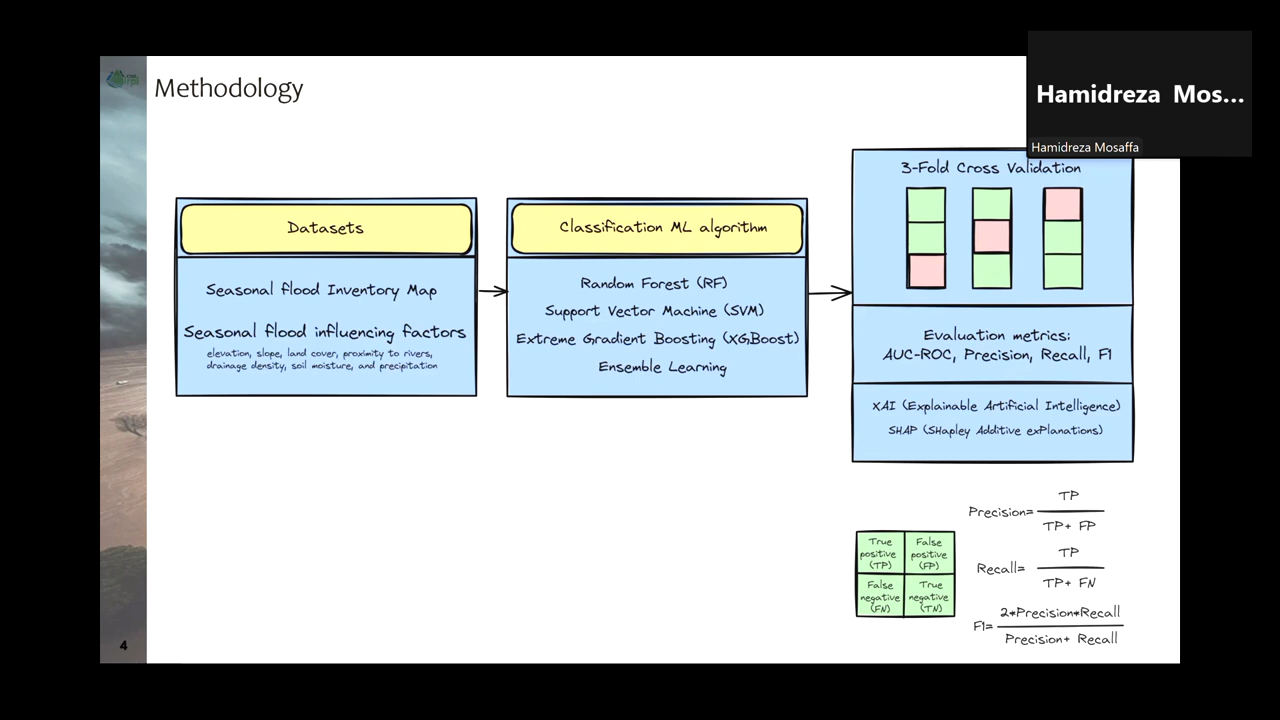 Methodology
Hamidreza Mos...
Hamidreza Mosaffa
Datasets
Seasonal flood Inventory Map
Seasonal flood influencing factors
elevation, slope, land cover, proximity to rivers,
drainage density, soil moisture, and precipitation
Classification ML algorithm
Random Forest (RF)
Support Vector Machine (SVM)
Extreme Gradient Boosting (XGBoost)
Ensemble Learning
3-Fold Cross Validation
Evaluation metrics:
AUC-ROC, Precision, Recall, F1
XAI (Explainable Artificial Intelligence)
SHAP (SHapley Additive exPlanations)
True
positive
(TP)
False
positive
(FP)
False
negative
(FN)
True
negative
(TN)
Precision=
TP
TP+ FP
Recall=
TP
TP+ FN
F1=
2*Precision*Recall
Precision+ Recall
4